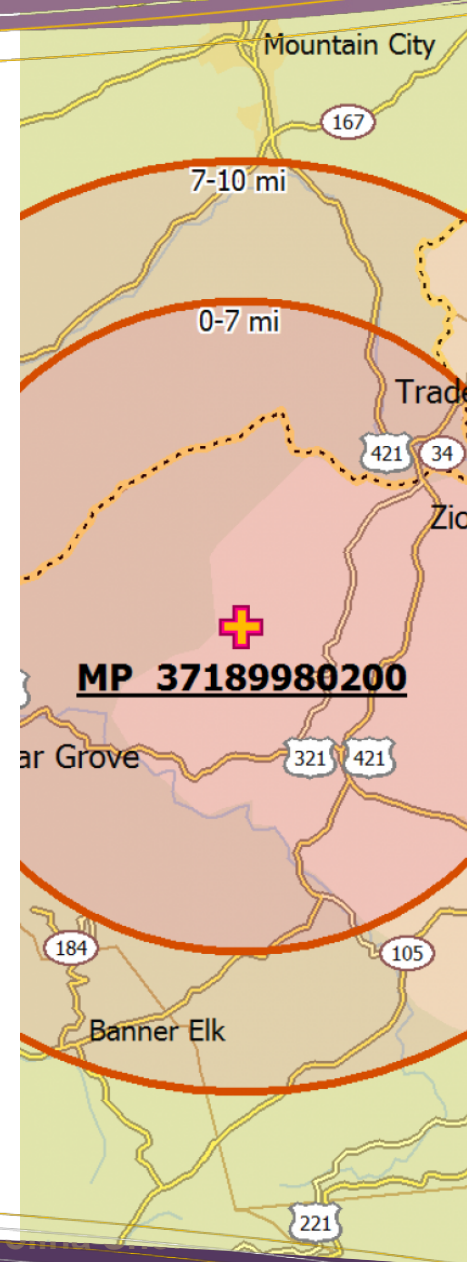 Mountain City
167
7-10 mi
0-7 mi
Trade
421
34
Zio
MP 37189980200
ar Grove
321
421
184
105
Banner Elk
221